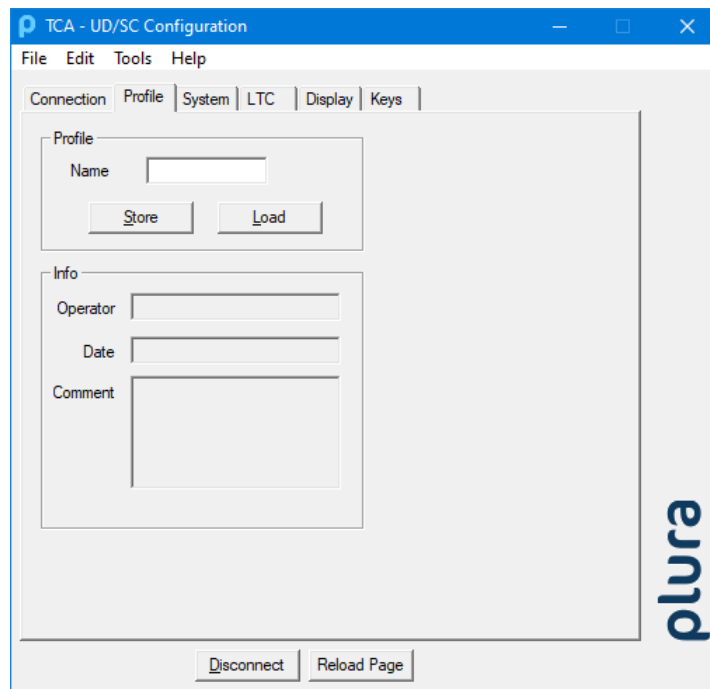 TCA - UD/SC Configuration
File Edit Tools Help
Connection Profile System LTC Display Keys
Profile
Name
Store Load
Info
Operator
Date
Comment
plura
Disconnect Reload Page